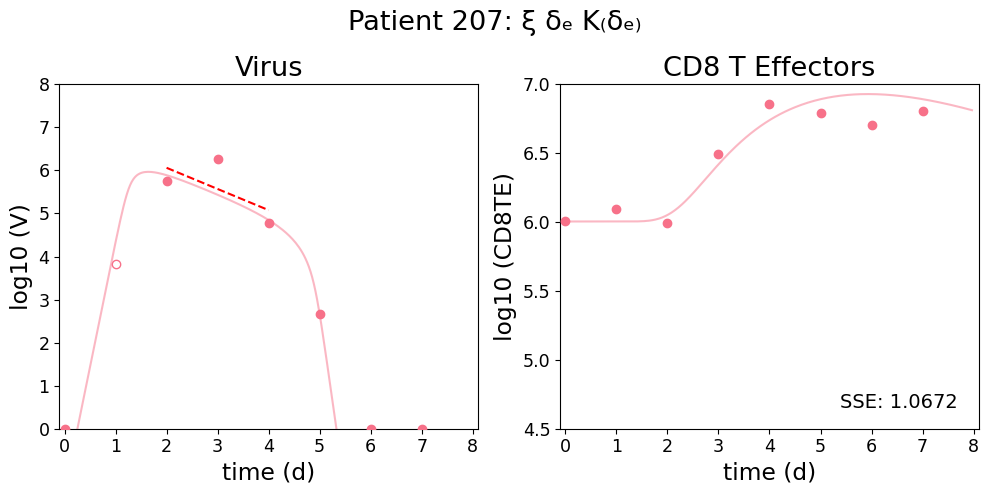 Patient 207: ξ δₑ K₍δₑ₎
Virus
CD8 T Effectors
log10 (V)
8
7
6
5
4
3
2
1
0
0 1 2 3 4 5 6 7 8
time (d)
log10 (CD8TE)
7.0
6.5
6.0
5.5
5.0
4.5
SSE: 1.0672
0 1 2 3 4 5 6 7 8
time (d)